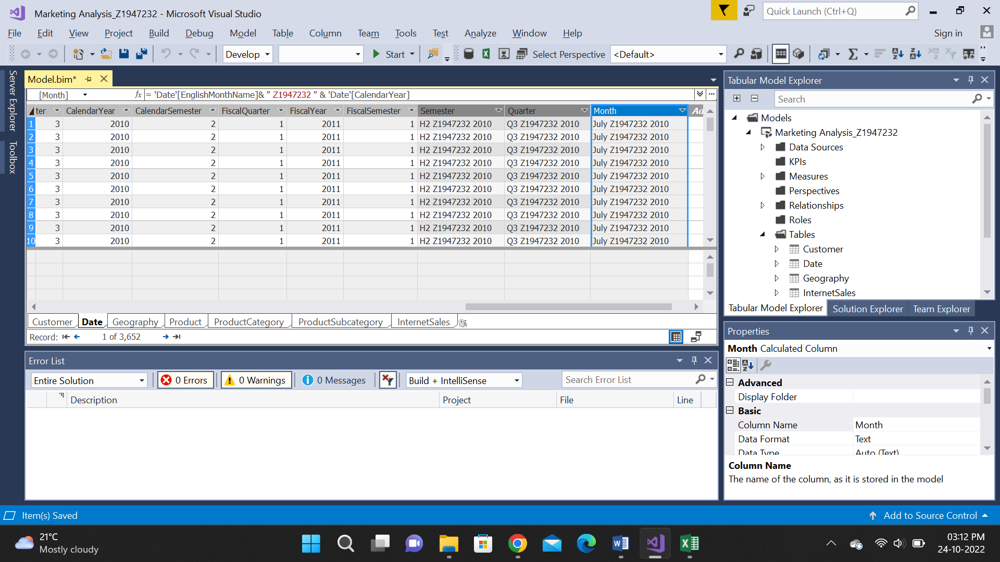 Marketing Analysis_Z1947232 - Microsoft Visual Studio
Quick Launch (Ctrl+Q)
File Edit View Project Build Debug Model Table Column Team Tools Test Analyze Window Help Sign in
Develop Start Select Perspective <Default>
Server Explorer
Toolbox
Model.bim*
[Month] fx = 'Date'[EnglishMonthName]& " Z1947232 " & 'Date'[CalendarYear]
ter CalendarYear CalendarSemester FiscalQuarter FiscalYear FiscalSemester Semester Quarter Month Ad
1 3 2010 2 1 2011 1 H2 Z1947232 2010 Q3 Z1947232 2010 July Z1947232 2010
2 3 2010 2 1 2011 1 H2 Z1947232 2010 Q3 Z1947232 2010 July Z1947232 2010
3 3 2010 2 1 2011 1 H2 Z1947232 2010 Q3 Z1947232 2010 July Z1947232 2010
4 3 2010 2 1 2011 1 H2 Z1947232 2010 Q3 Z1947232 2010 July Z1947232 2010
5 3 2010 2 1 2011 1 H2 Z1947232 2010 Q3 Z1947232 2010 July Z1947232 2010
6 3 2010 2 1 2011 1 H2 Z1947232 2010 Q3 Z1947232 2010 July Z1947232 2010
7 3 2010 2 1 2011 1 H2 Z1947232 2010 Q3 Z1947232 2010 July Z1947232 2010
8 3 2010 2 1 2011 1 H2 Z1947232 2010 Q3 Z1947232 2010 July Z1947232 2010
9 3 2010 2 1 2011 1 H2 Z1947232 2010 Q3 Z1947232 2010 July Z1947232 2010
10 3 2010 2 1 2011 1 H2 Z1947232 2010 Q3 Z1947232 2010 July Z1947232 2010
Customer Date Geography Product ProductCategory ProductSubcategory InternetSales
Record: 1 of 3,652
Error List
Entire Solution 0 Errors 0 Warnings 0 Messages Build + IntelliSense Search Error List
Description Project File Line
Tabular Model Explorer
Search
Models
Marketing Analysis_Z1947232
Data Sources
KPIs
Measures
Perspectives
Relationships
Roles
Tables
Customer
Date
Geography
InternetSales
Tabular Model Explorer Solution Explorer Team Explorer
Properties
Month Calculated Column
Advanced
Display Folder
Basic
Column Name Month
Data Format Text
Data Type Auto (Text)
Column Name
The name of the column, as it is stored in the model
Item(s) Saved
Add to Source Control
21°C
Mostly cloudy
03:12 PM
24-10-2022